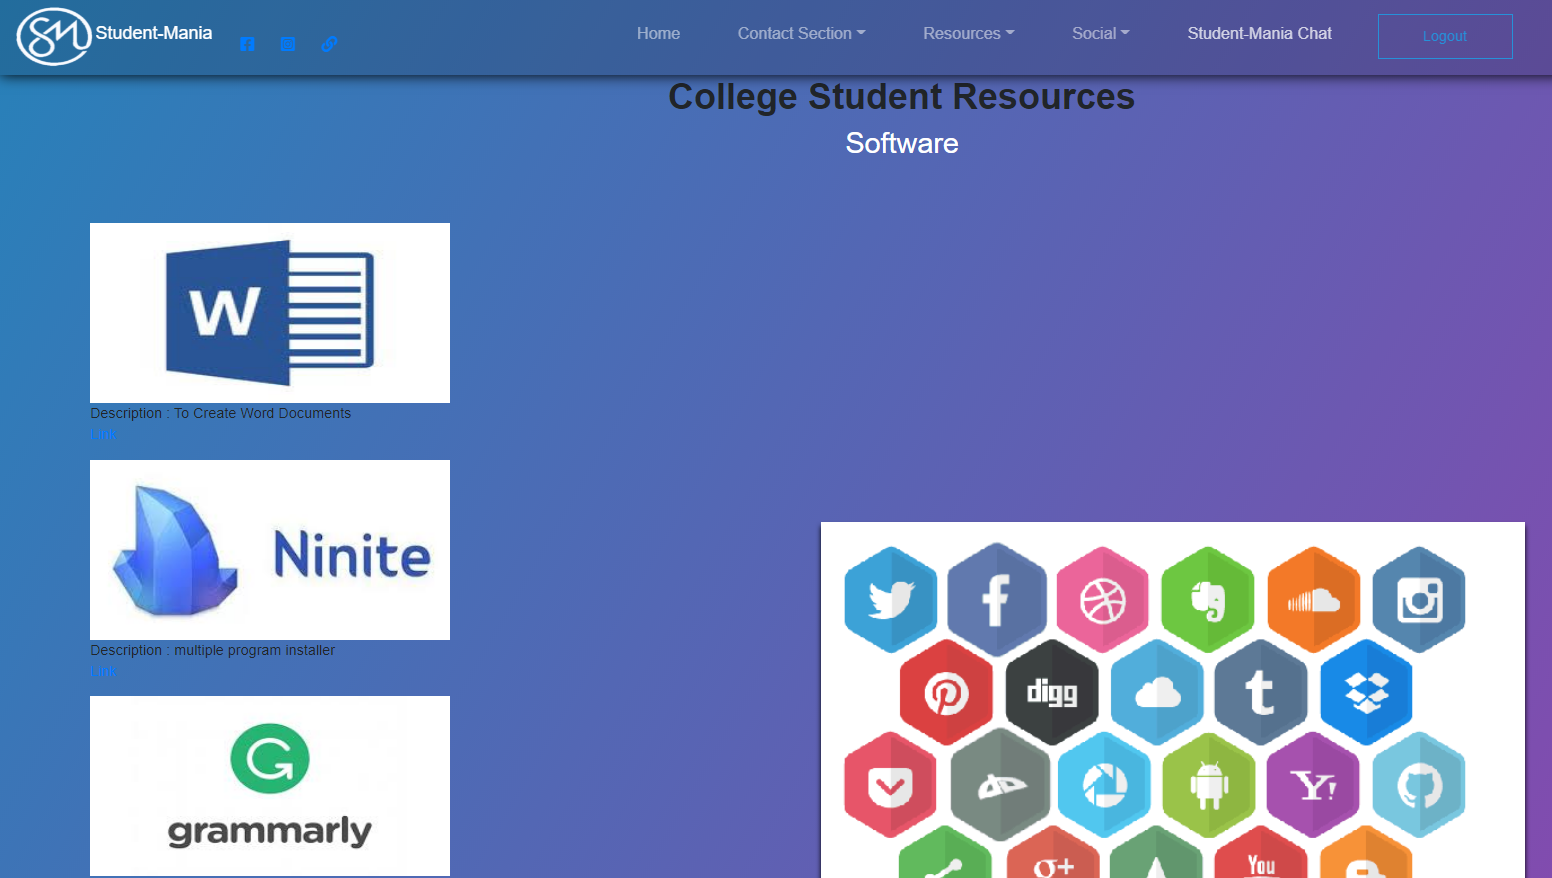 SM Student-Mania Home Contact Section Resources Social Student-Mania Chat Logout
College Student Resources
Software
W
Description : To Create Word Documents
Link
Ninite
Description : multiple program installer
Link
G
grammarly
f
digg t
Y!
g+ You